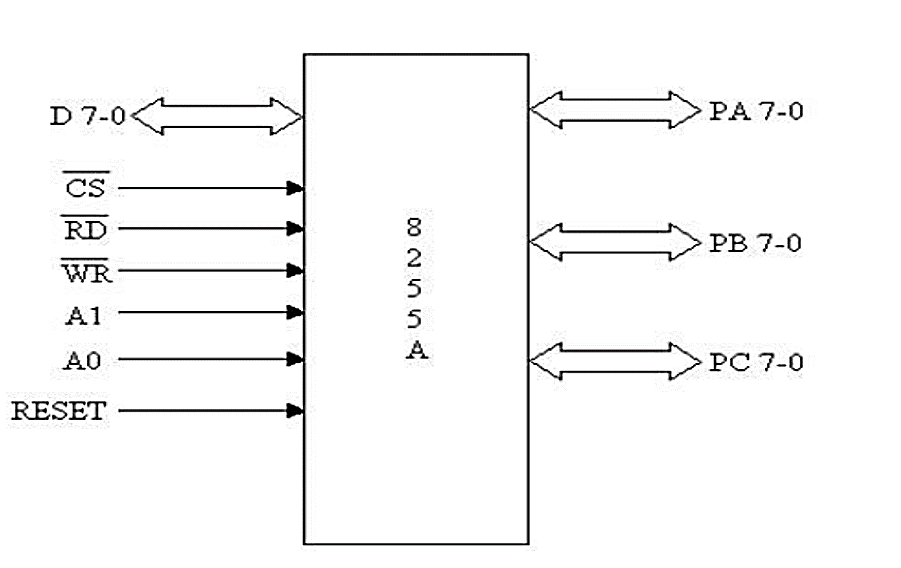 D 7-0
CS
RD
WR
A1
A0
RESET
8
2
5
5
A
PA 7-0
PB 7-0
PC 7-0